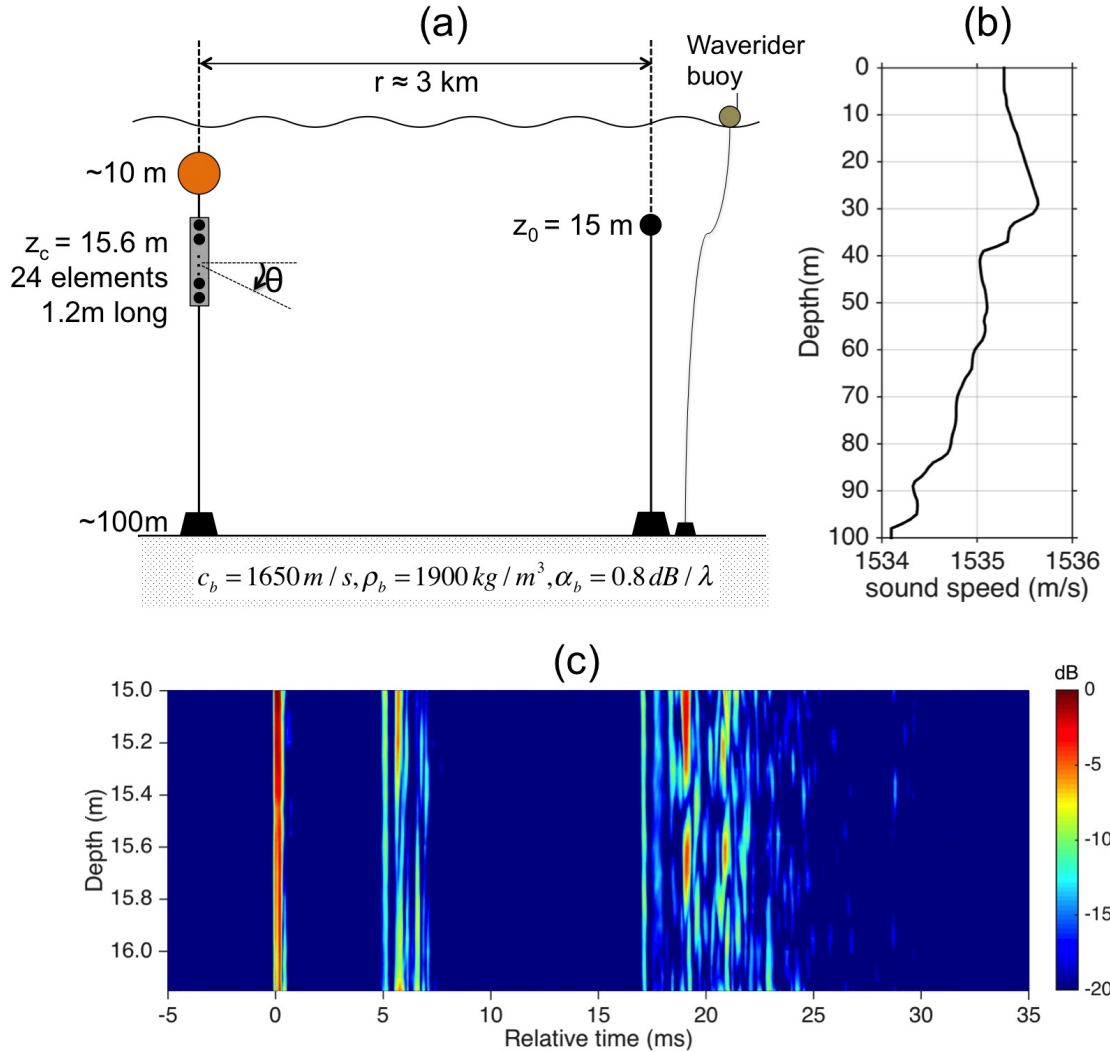 (a)
r ≈ 3 km
Waverider
buoy
~10 m
z_c = 15.6 m
24 elements
1.2m long
θ
z_0 = 15 m
~100m
c_b = 1650 m / s, ρ_b = 1900 kg / m³, α_b = 0.8 dB / λ
(b)
0
10
20
30
40
50
60
70
80
90
100
Depth(m)
1534
1535
1536
sound speed (m/s)
(c)
dB
15.0
15.2
15.4
15.6
15.8
16.0
Depth (m)
-5
0
5
10
15
20
25
30
35
Relative time (ms)
0
-5
-10
-15
-20